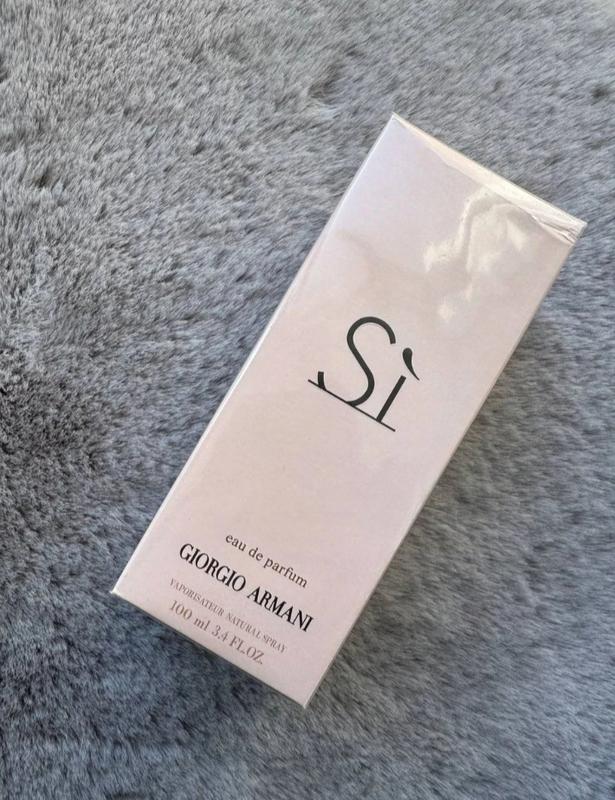 Sì
eau de parfum
GIORGIO ARMANI
VAPORISATEUR NATURAL SPRAY
100 ml 3.4 FL.OZ.